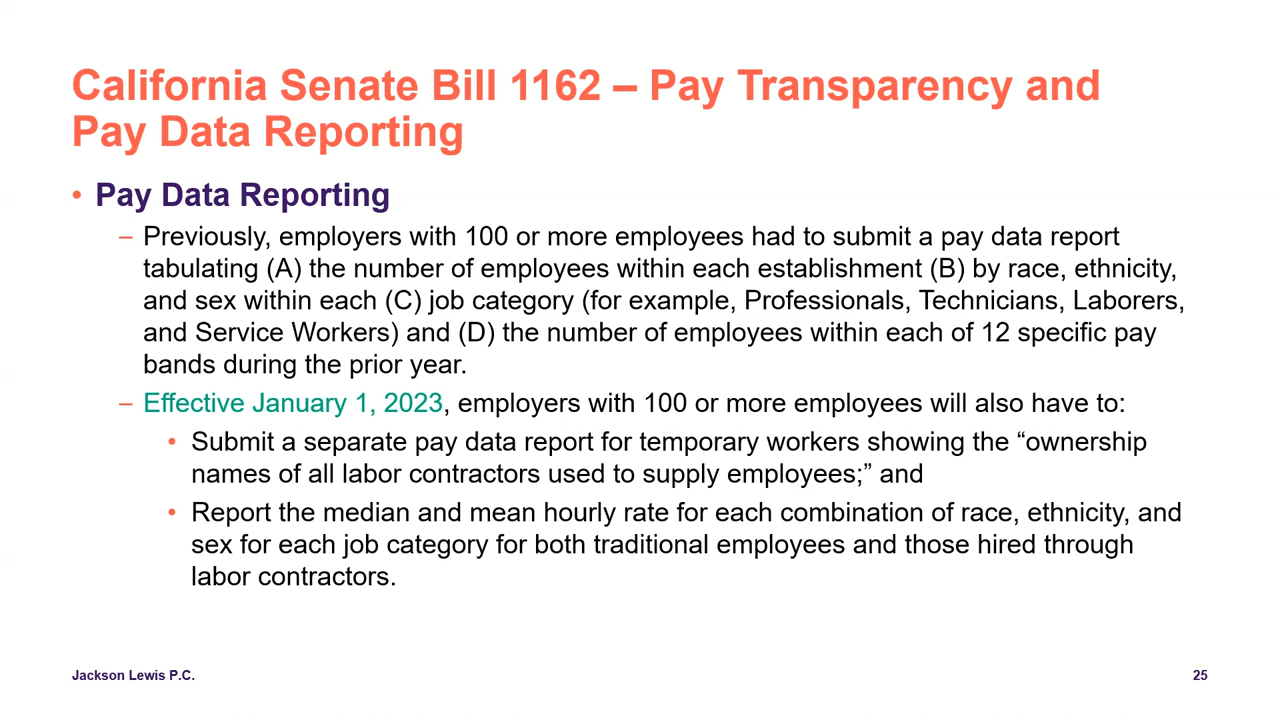 California Senate Bill 1162 – Pay Transparency and
Pay Data Reporting
• Pay Data Reporting
– Previously, employers with 100 or more employees had to submit a pay data report
tabulating (A) the number of employees within each establishment (B) by race, ethnicity,
and sex within each (C) job category (for example, Professionals, Technicians, Laborers,
and Service Workers) and (D) the number of employees within each of 12 specific pay
bands during the prior year.
– Effective January 1, 2023, employers with 100 or more employees will also have to:
• Submit a separate pay data report for temporary workers showing the “ownership
names of all labor contractors used to supply employees;” and
• Report the median and mean hourly rate for each combination of race, ethnicity, and
sex for each job category for both traditional employees and those hired through
labor contractors.
Jackson Lewis P.C.
25